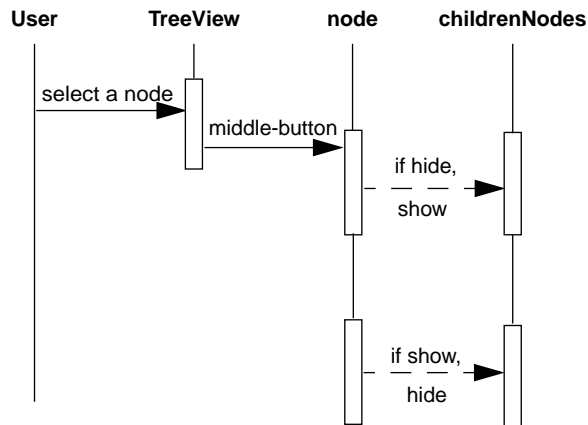 User TreeView node childrenNodes
select a node
middle-button
if hide,
show
if show,
hide